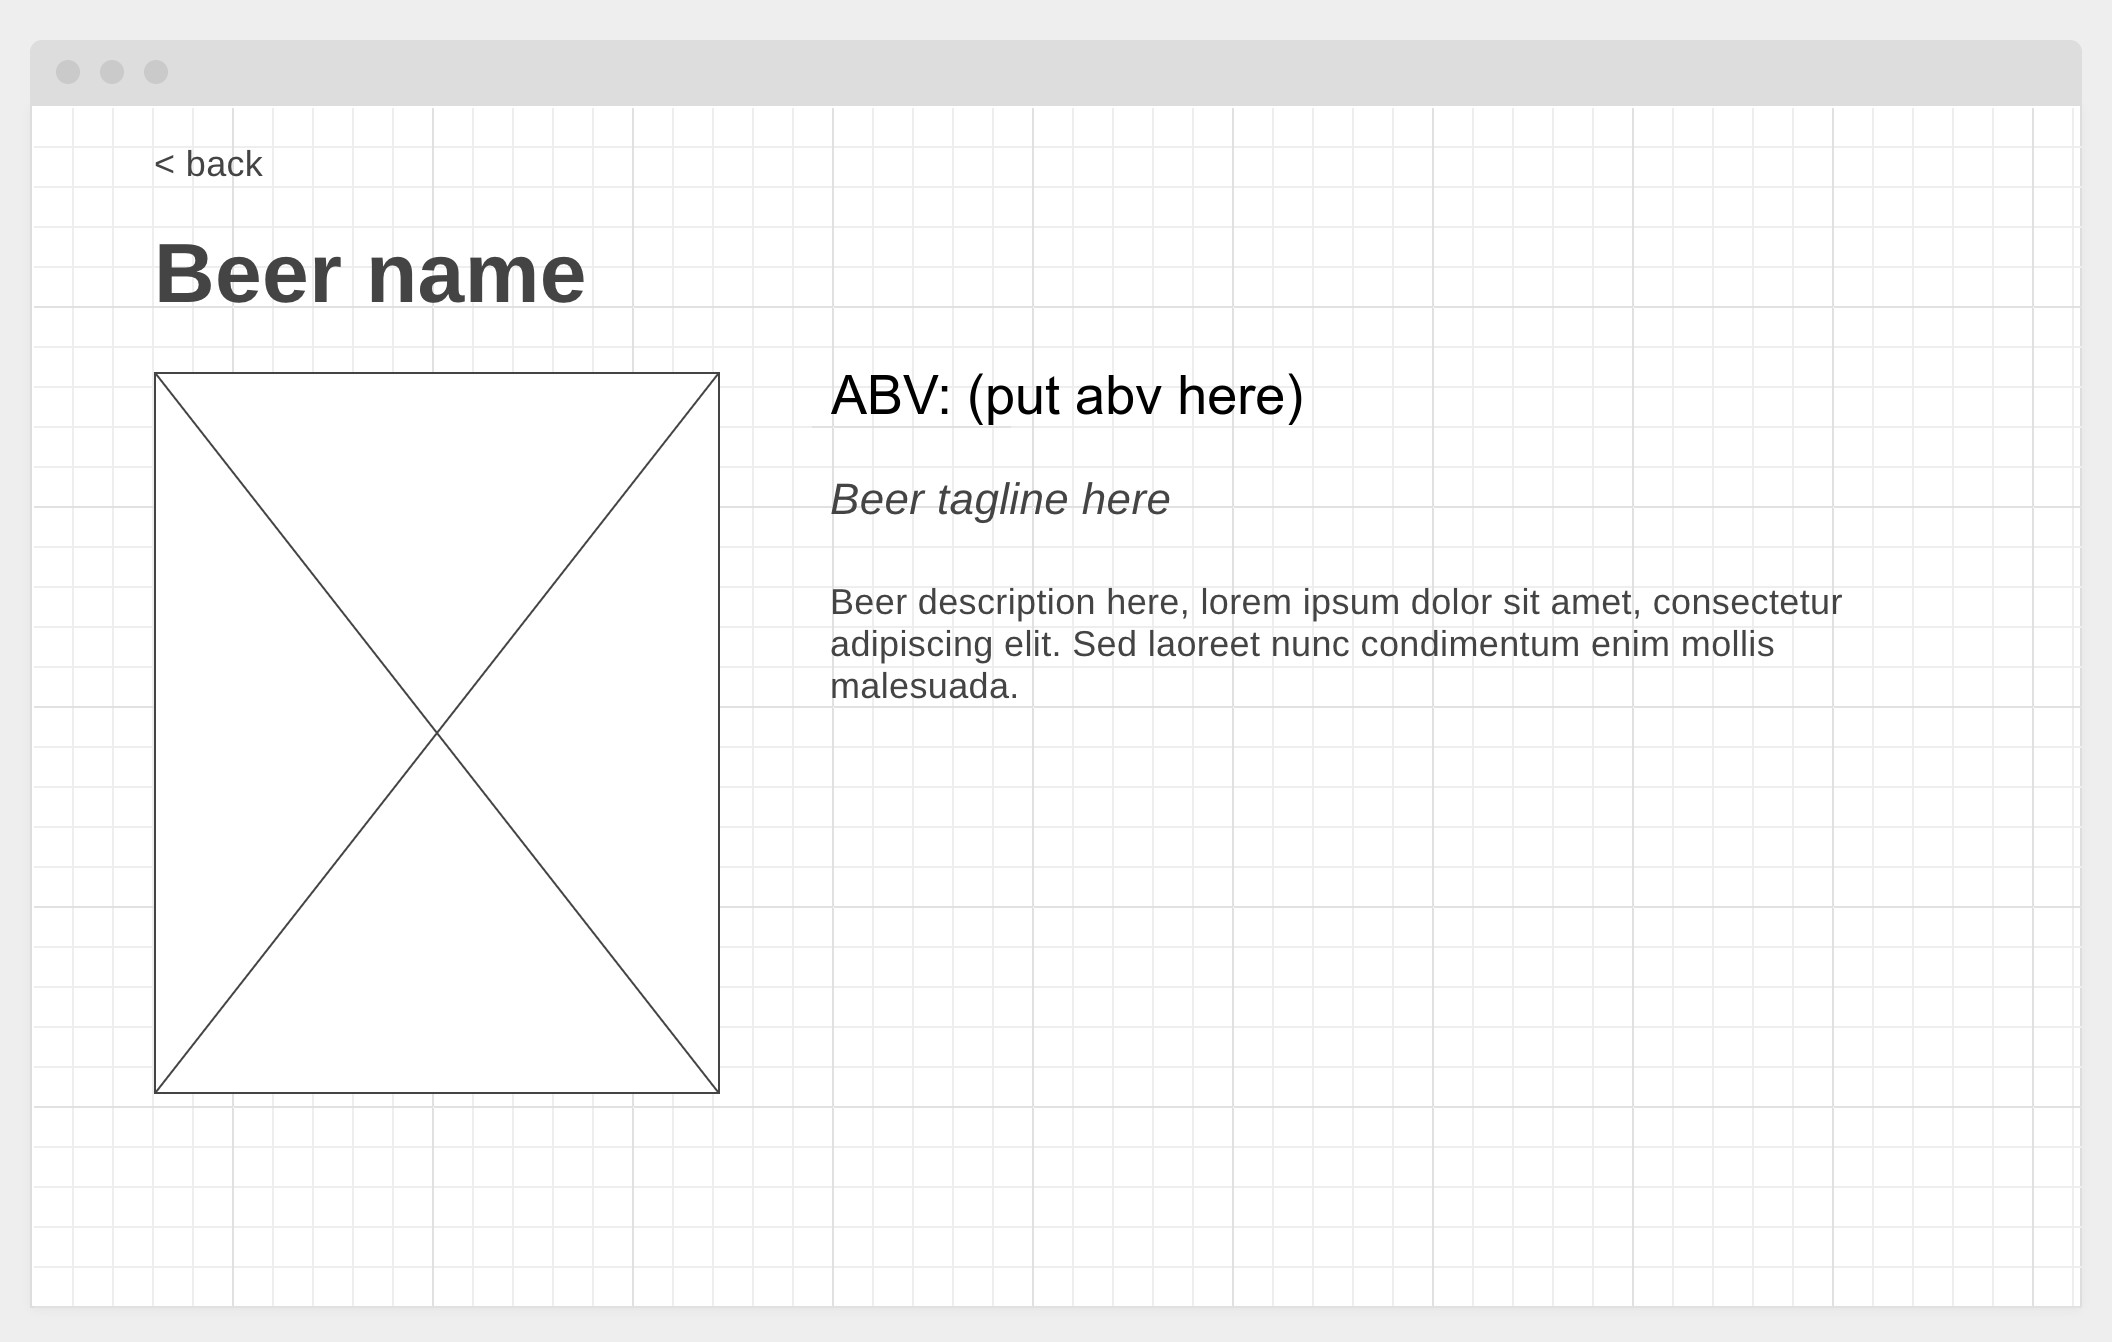 < back
Beer name
ABV: (put abv here)
Beer tagline here
Beer description here, lorem ipsum dolor sit amet, consectetur
adipiscing elit. Sed laoreet nunc condimentum enim mollis
malesuada.